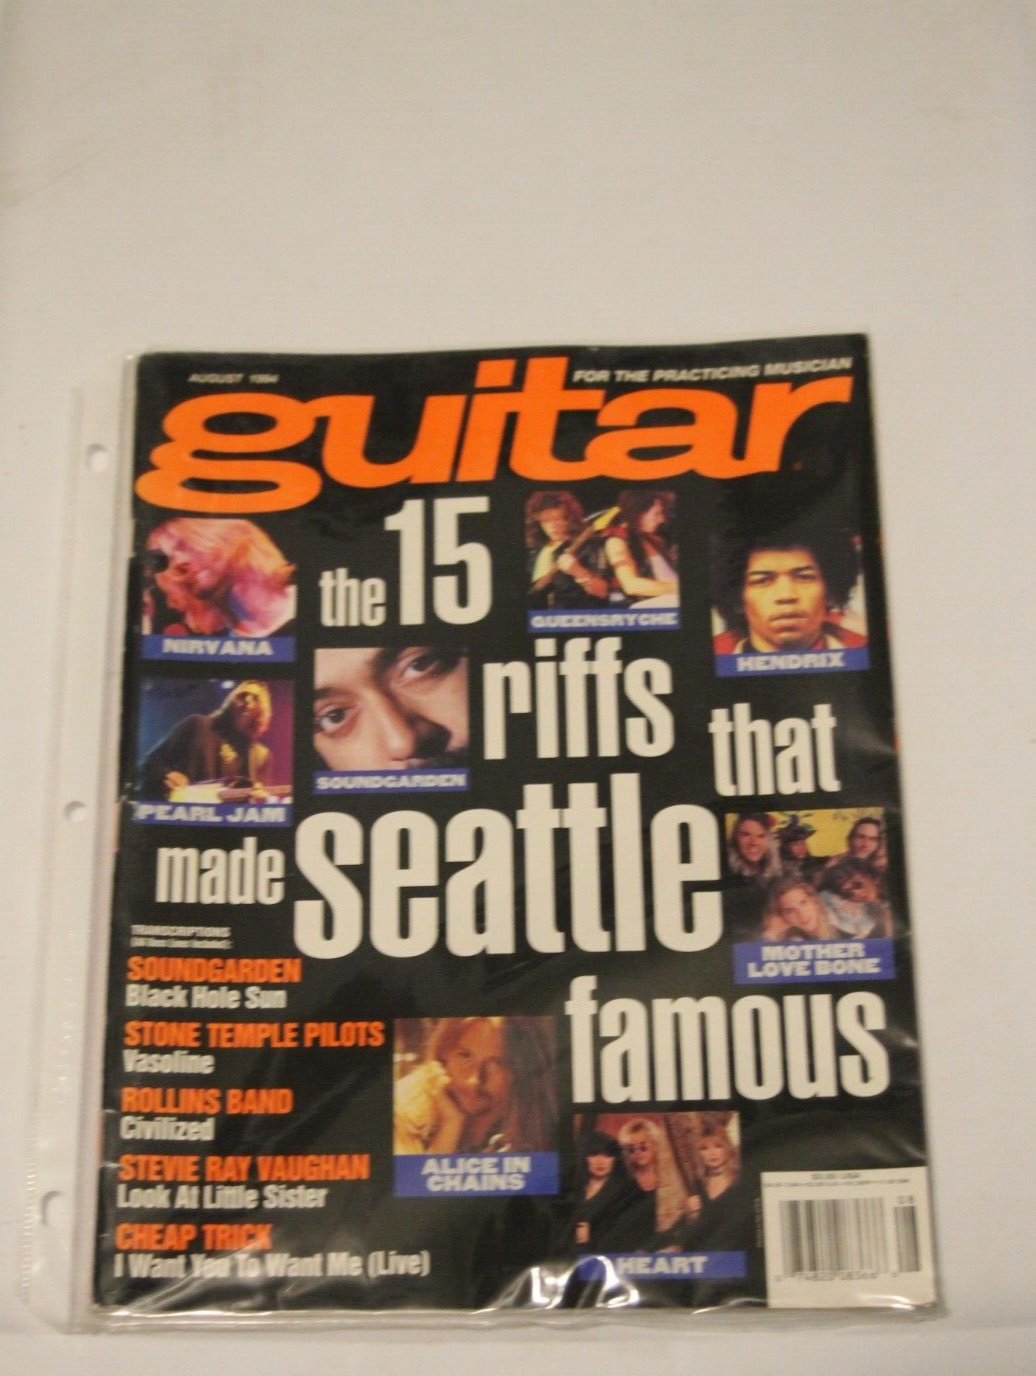 AUGUST 1994
FOR THE PRACTICING MUSICIAN
guitar
the 15
riffs
that
made seattle
famous
NIRVANA
QUEENSRYCHE
HENDRIX
PEARL JAM
SOUNDGARDEN
MOTHER
LOVE BONE
ALICE IN
CHAINS
HEART
TRANSCRIPTIONS
SOUNDGARDEN
Black Hole Sun
STONE TEMPLE PILOTS
Vasoline
ROLLINS BAND
Civilized
STEVIE RAY VAUGHAN
Look At Little Sister
CHEAP TRICK
I Want You To Want Me (Live)
08